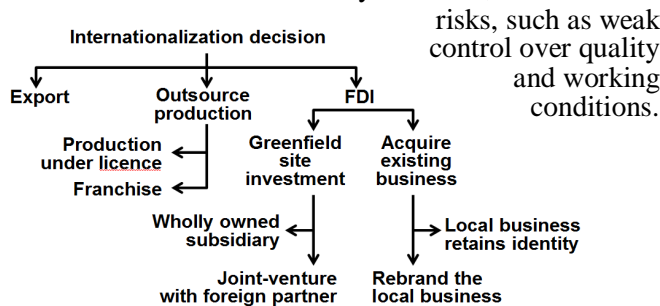 risks, such as weak
control over quality
and working
conditions.
Internationalization decision
Export
Outsource
production
FDI
Production
under licence
Franchise
Greenfield
site
investment
Acquire
existing
business
Wholly owned
subsidiary
Local business
retains identity
Joint-venture
with foreign partner
Rebrand the
local business